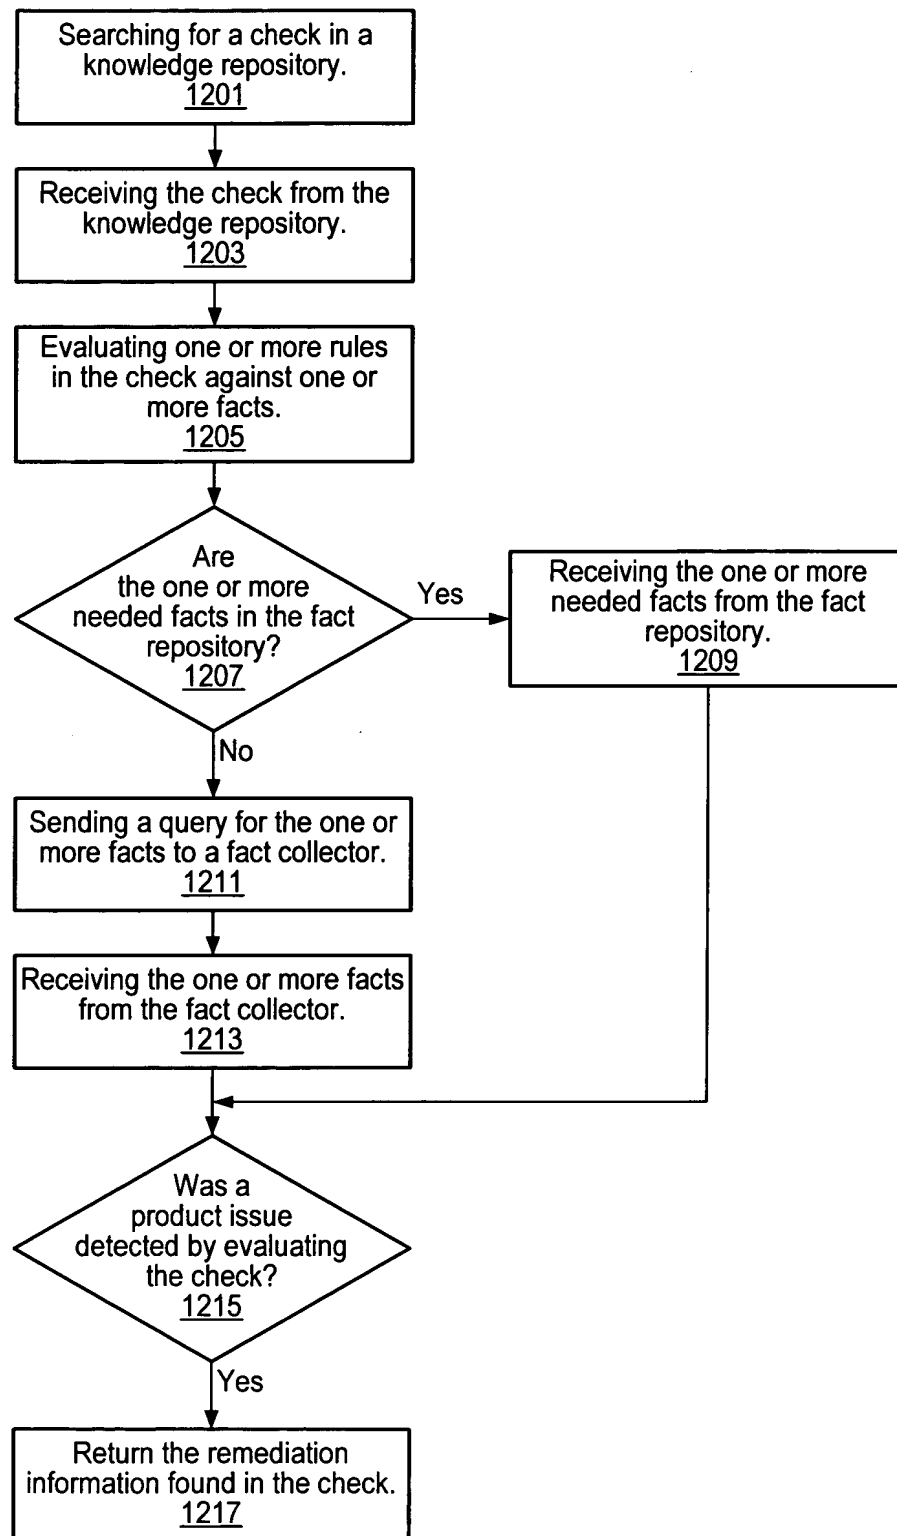 Searching for a check in a
knowledge repository.
1201
Receiving the check from the
knowledge repository.
1203
Evaluating one or more rules
in the check against one or
more facts.
1205
Are
the one or more
needed facts in the fact
repository?
1207
Yes
Receiving the one or more
needed facts from the fact
repository.
1209
No
Sending a query for the one or
more facts to a fact collector.
1211
Receiving the one or more facts
from the fact collector.
1213
Was a
product issue
detected by evaluating
the check?
1215
Yes
Return the remediation
information found in the check.
1217